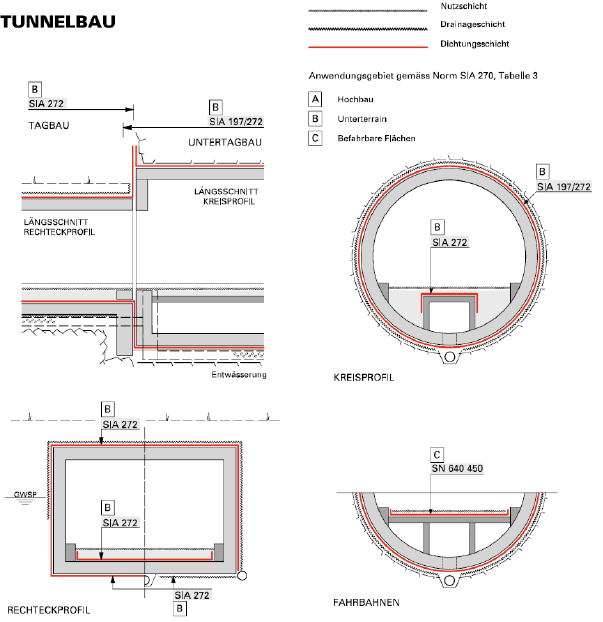 TUNNELBAU
Nutzschicht
Drainageschicht
Dichtungsschicht
Anwendungsgebiet gemäss Norm SIA 270, Tabelle 3
A Hochbau
B Unterterrain
C Befahrbare Flächen
B
SIA 272
B
SIA 197/272
TAGBAU
UNTERTAGBAU
LÄNGSSCHNITT
KREISPROFIL
LÄNGSSCHNITT
RECHTECKPROFIL
Entwässerung
B
SIA 197/272
B
SIA 272
KREISPROFIL
B
SIA 272
GWSP
B
SIA 272
SIA 272
B
RECHTECKPROFIL
C
SN 640 450
FAHRBAHNEN